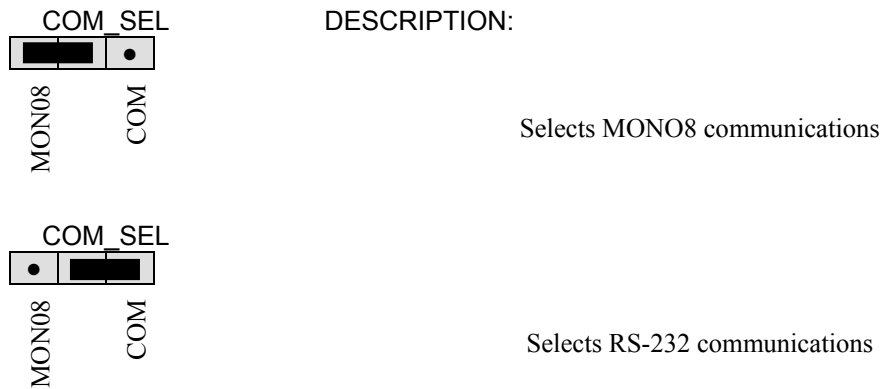 COM_SEL
DESCRIPTION:
MON08
COM
Selects MONO8 communications
COM_SEL
MON08
COM
Selects RS-232 communications